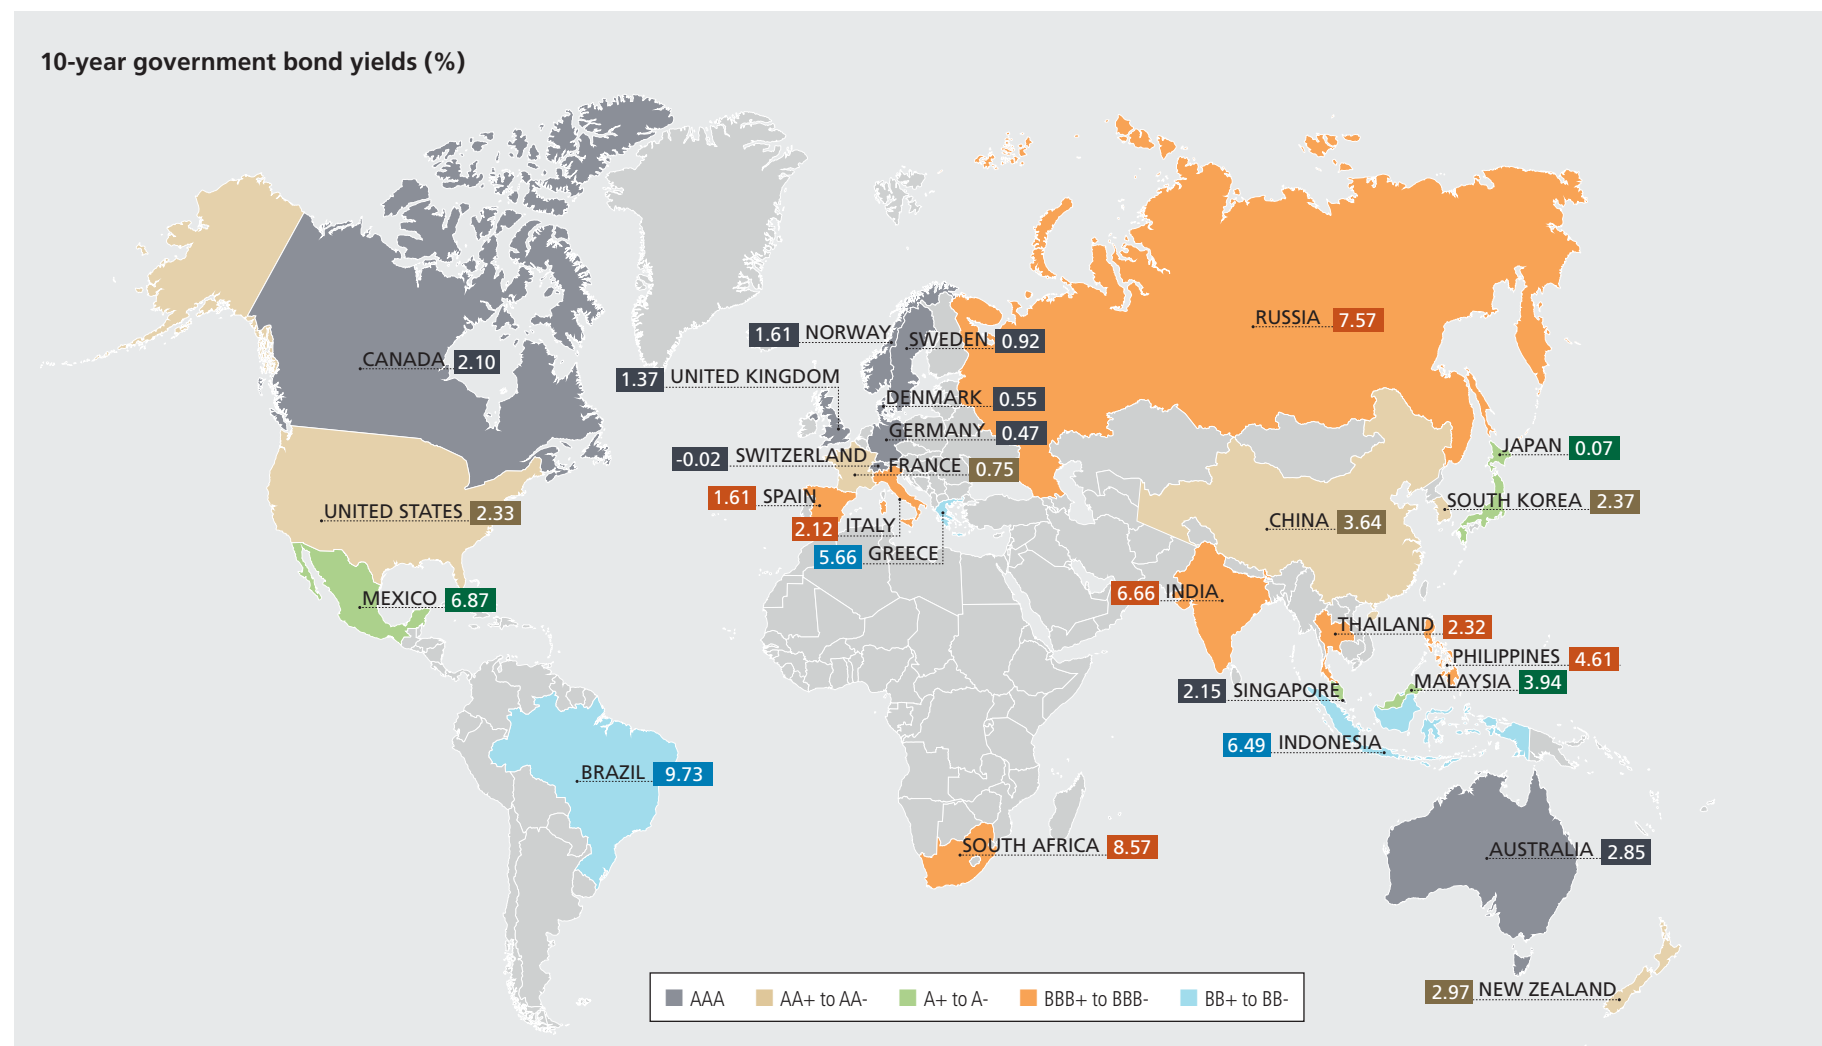 10-year government bond yields (%)
RUSSIA 7.57
1.61 NORWAY
SWEDEN 0.92
CANADA 2.10
1.37 UNITED KINGDOM
DENMARK 0.55
GERMANY 0.47
JAPAN 0.07
-0.02 SWITZERLAND
FRANCE 0.75
1.61 SPAIN
SOUTH KOREA 2.37
UNITED STATES 2.33
CHINA 3.64
2.12 ITALY
5.66 GREECE
6.66 INDIA
MEXICO 6.87
THAILAND 2.32
PHILIPPINES 4.61
MALAYSIA 3.94
2.15 SINGAPORE
6.49 INDONESIA
BRAZIL 9.73
SOUTH AFRICA 8.57
AUSTRALIA 2.85
2.97 NEW ZEALAND
AAA AA+ to AA- A+ to A- BBB+ to BBB- BB+ to BB-